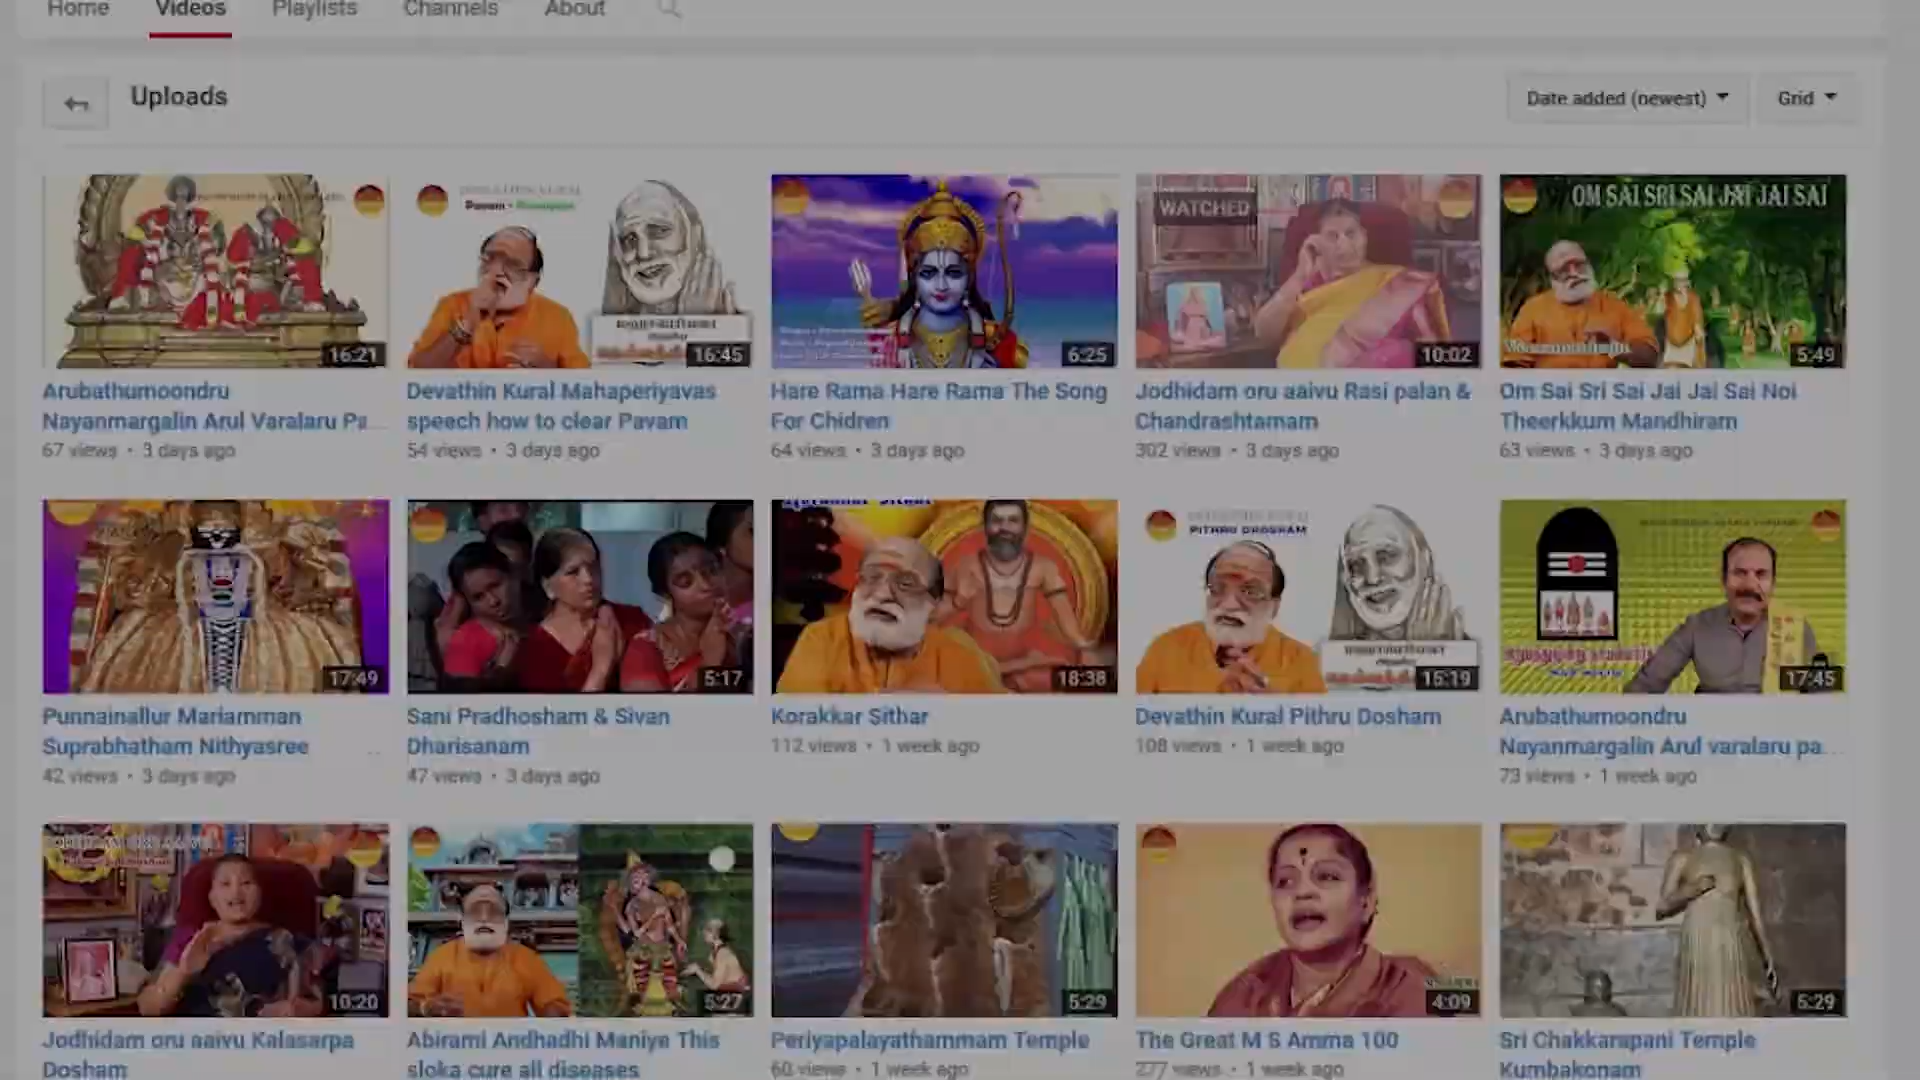 Home Videos Playlists Channels About
Uploads
Date added (newest) Grid
WATCHED
OM SAI SRI SAI JAI JAI SAI
16:21 16:45 6:25 10:02 5:49
Arubathumoondru
Nayanmargalin Arul Varalaru Pa...
67 views • 3 days ago
Devathin Kural Mahaperiyavas
speech how to clear Pavam
54 views • 3 days ago
Hare Rama Hare Rama The Song
For Chidren
64 views • 3 days ago
Jodhidam oru aaivu Rasi palan &
Chandrashtamam
302 views • 3 days ago
Om Sai Sri Sai Jai Jai Sai Noi
Theerkkum Mandhiram
63 views • 3 days ago
PITHRU DHOSHAM
17:49 5:17 18:38 15:19 17:45
Punnainallur Mariamman
Suprabhatham Nithyasree ...
42 views • 3 days ago
Sani Pradhosham & Sivan
Dharisanam
47 views • 3 days ago
Korakkar Sithar
112 views • 1 week ago
Devathin Kural Pithru Dosham
108 views • 1 week ago
Arubathumoondru
Nayanmargalin Arul varalaru pa...
73 views • 1 week ago
10:20 5:27 5:29 4:09 5:29
Jodhidam oru aaivu Kalasarpa
Dosham
Abirami Andhadhi Maniye This
sloka cure all diseases
Periyapalayathammam Temple
60 views • 1 week ago
The Great M S Amma 100
277 views • 1 week ago
Sri Chakkarapani Temple
Kumbakonam